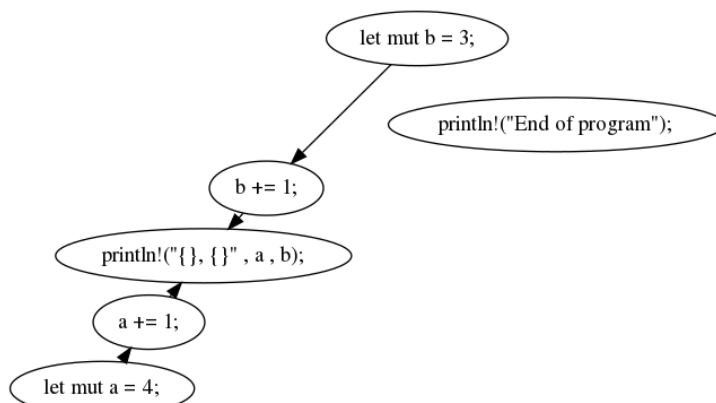 let mut b = 3;
println!("End of program");
b += 1;
println!("{}, {}" , a , b);
a += 1;
let mut a = 4;